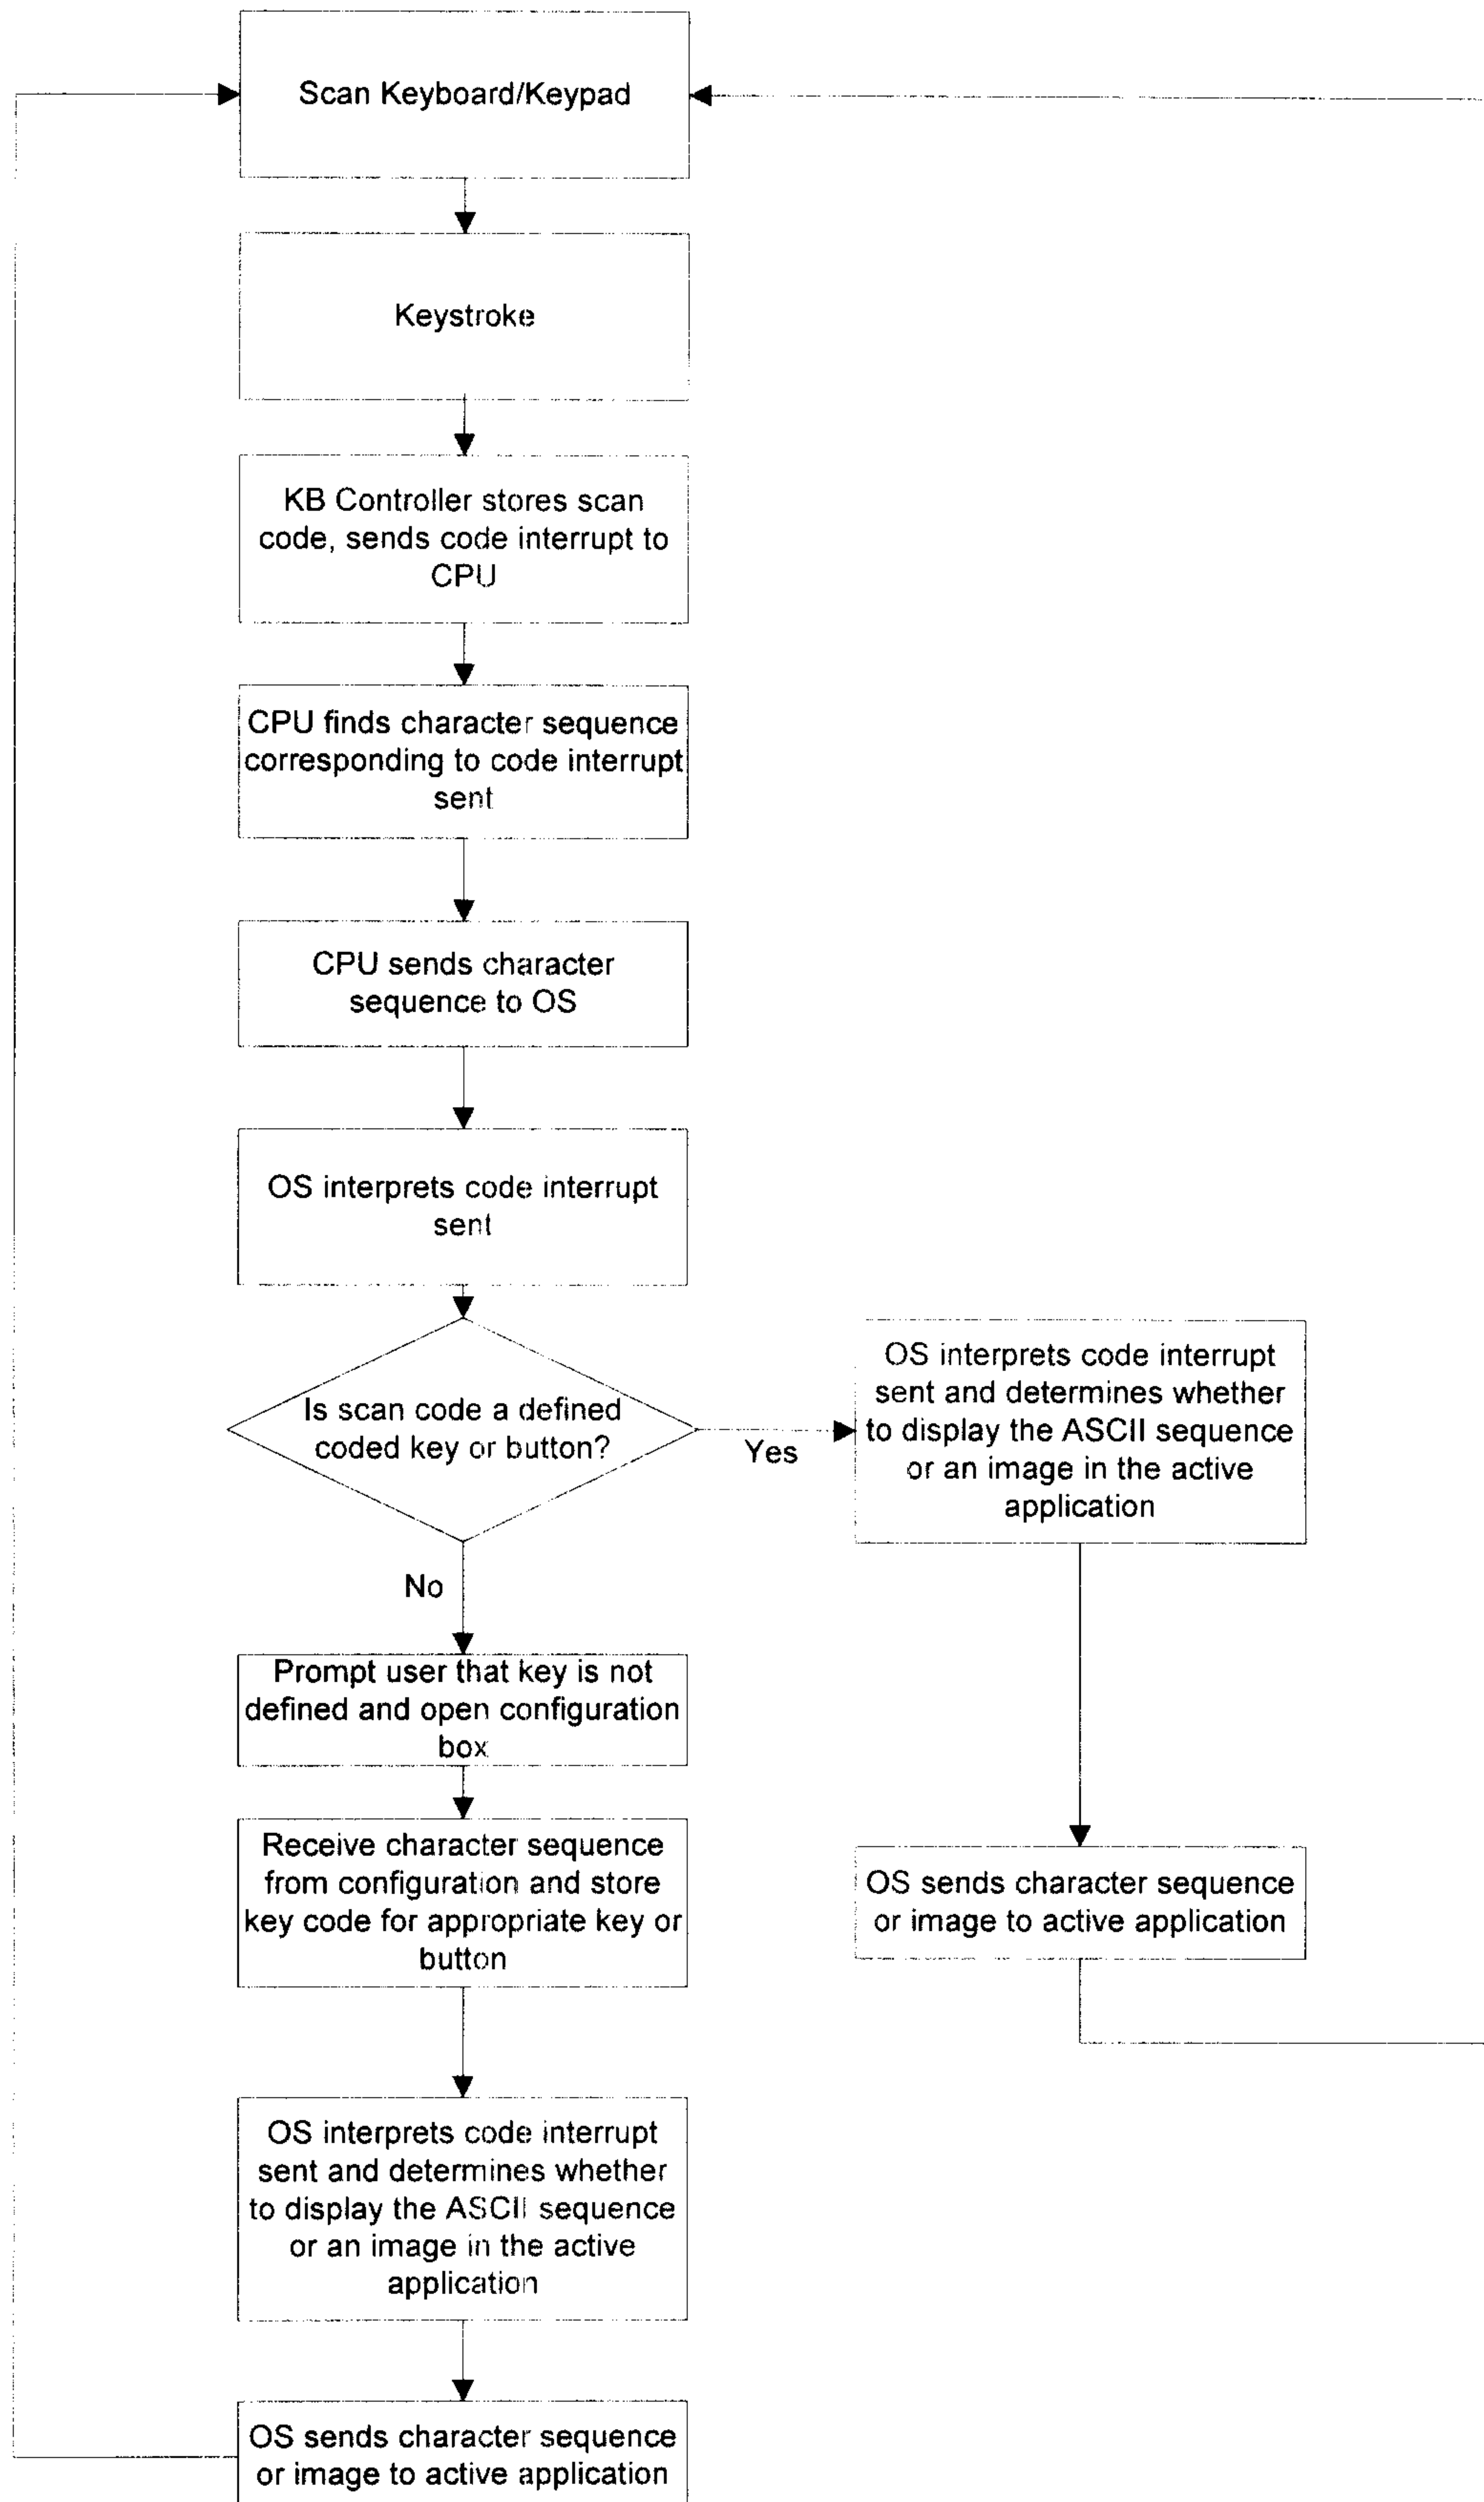 Scan Keyboard/Keypad
Keystroke
KB Controller stores scan
code, sends code interrupt to
CPU
CPU finds character sequence
corresponding to code interrupt
sent
CPU sends character
sequence to OS
OS interprets code interrupt
sent
Is scan code a defined
coded key or button?
Yes
OS interprets code interrupt
sent and determines whether
to display the ASCII sequence
or an image in the active
application
No
Prompt user that key is not
defined and open configuration
box
Receive character sequence
from configuration and store
key code for appropriate key or
button
OS sends character sequence
or image to active application
OS interprets code interrupt
sent and determines whether
to display the ASCII sequence
or an image in the active
application
OS sends character sequence
or image to active application